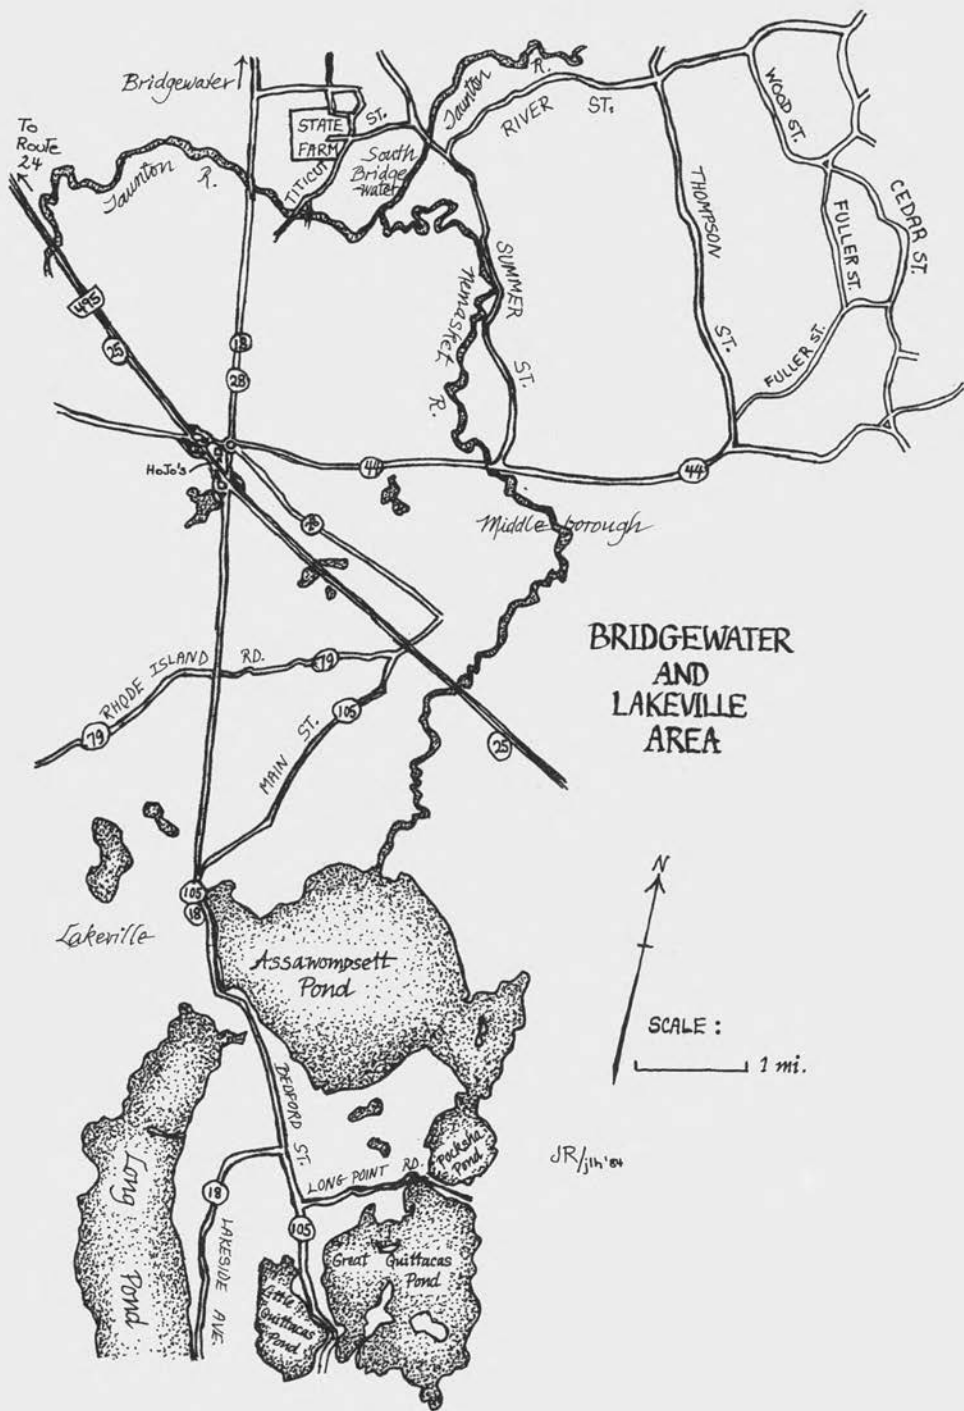 Bridgewater
To
Route
24
Taunton
R.
STATE
FARM
ST.
TITICUT
South
Bridge
-water
Taunton
R.
RIVER ST.
WOOD ST.
THOMPSON
ST.
FULLER ST.
CEDAR ST.
FULLER ST.
SUMMER
ST.
Nemasket
R.
495
25
18
28
44
44
HoJo's
Middleborough
BRIDGEWATER
AND
LAKEVILLE
AREA
RHODE ISLAND RD.
79
79
MAIN ST.
105
25
105
18
Lakeville
Assawompsett
Pond
N
SCALE :
1 mi.
BEDFORD ST.
Pocksha
Pond
JR/jlh '84
LONG POINT RD.
Long
Pond
18
LAKESIDE AVE.
105
Great Quittacas
Pond
Little
Quittacas
Pond